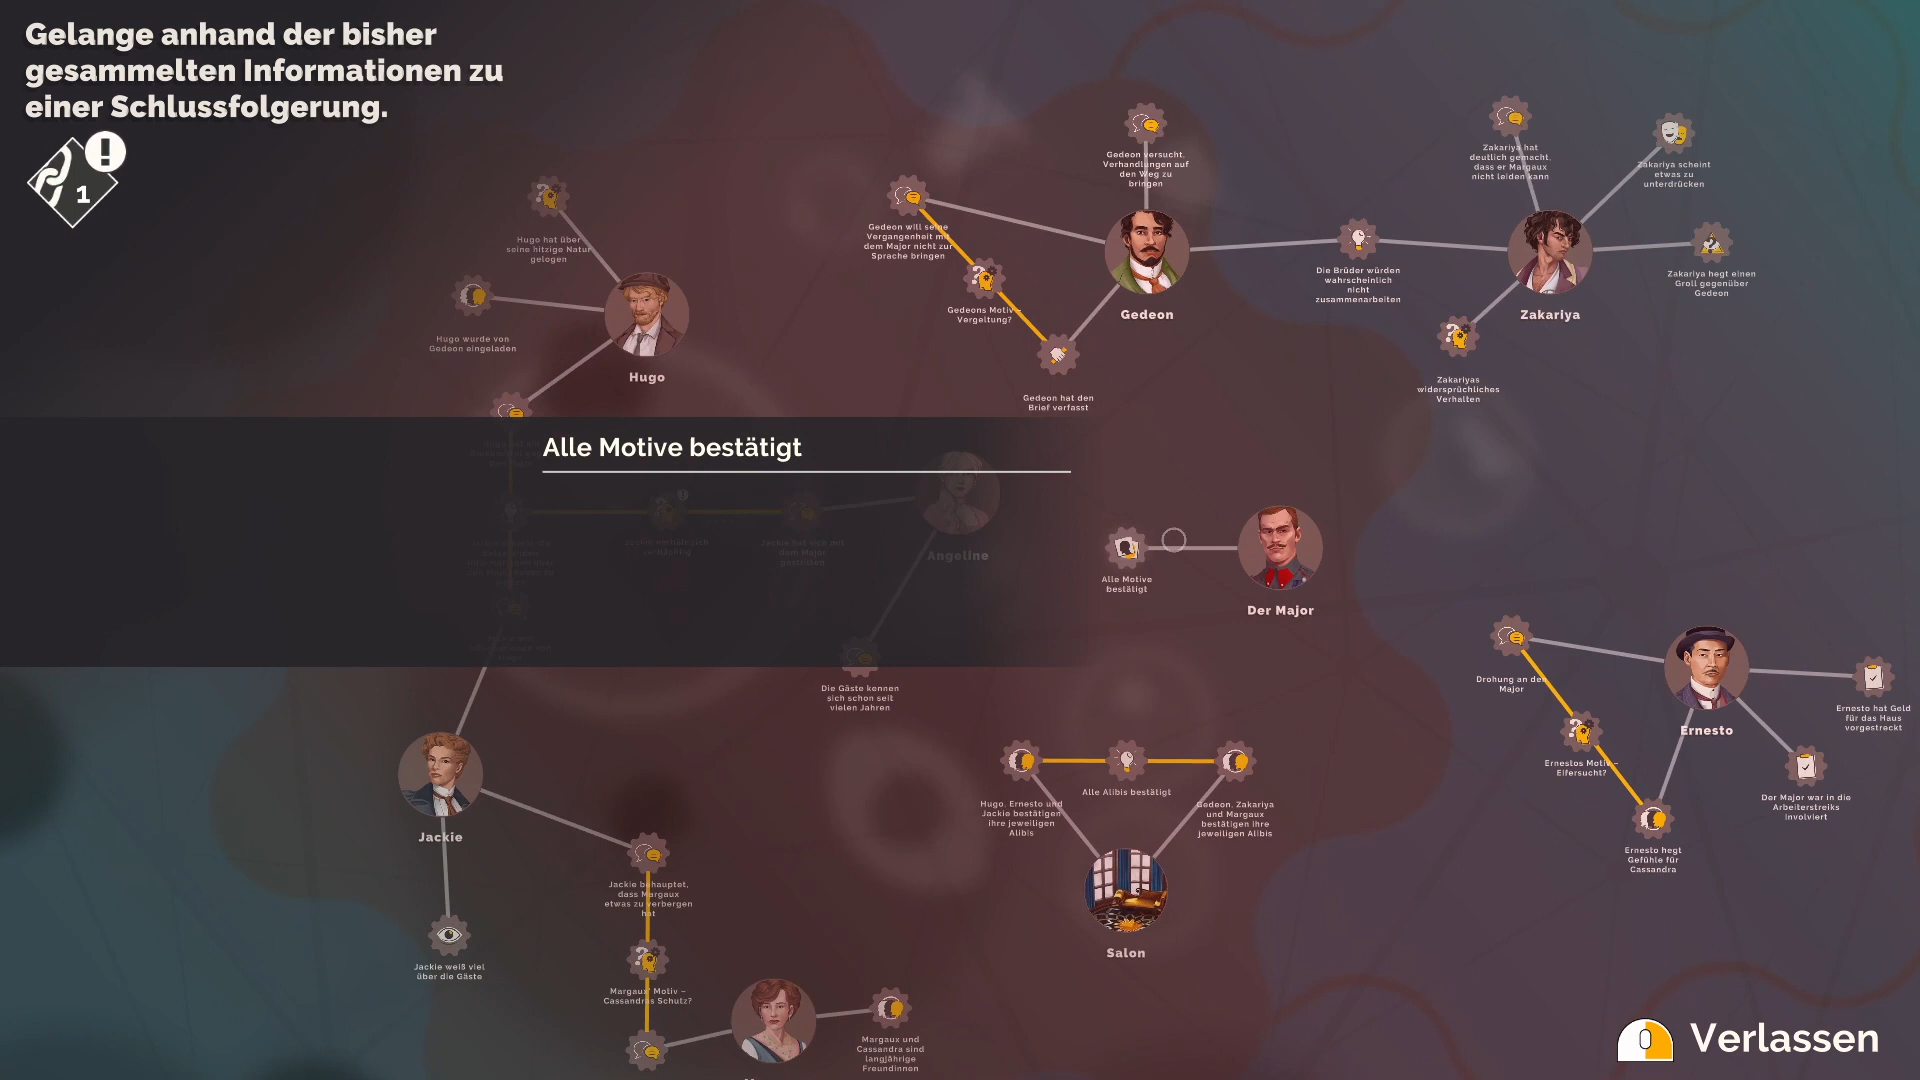 Gelange anhand der bisher
gesammelten Informationen zu
einer Schlussfolgerung.
1
Gedeon versucht,
Verhandlungen auf
den Weg zu
bringen
Zakariya hat
deutlich gemacht,
dass er Margaux
nicht leiden kann
Zakariya scheint
etwas zu
unterdrücken
Hugo hat über
seine hitzige Natur
gelogen
Gedeon will seine
Vergangenheit mit
dem Major nicht zur
Sprache bringen
Die Brüder würden
wahrscheinlich
nicht
zusammenarbeiten
Zakariya hegt einen
Groll gegenüber
Gedeon
Gedeons Motiv –
Vergeltung?
Gedeon
Zakariya
Hugo wurde von
Gedeon eingeladen
Hugo
Zakariyas
widersprüchliches
Verhalten
Gedeon hat den
Brief verfasst
Alle Motive bestätigt
Jackie hat sich mit
dem Major
gestritten
Angeline
Alle Motive
bestätigt
Der Major
Die Gäste kennen
sich schon seit
vielen Jahren
Drohung an den
Major
Ernesto
Ernesto hat Geld
für das Haus
vorgestreckt
Ernestos Motiv –
Eifersucht?
Der Major war in die
Arbeiterstreiks
involviert
Ernesto hegt
Gefühle für
Cassandra
Alle Alibis bestätigt
Hugo, Ernesto und
Jackie bestätigen
ihre jeweiligen
Alibis
Gedeon, Zakariya
und Margaux
bestätigen ihre
jeweiligen Alibis
Salon
Jackie
Jackie behauptet,
dass Margaux
etwas zu verbergen
hat
Jackie weiß viel
über die Gäste
Margaux' Motiv –
Cassandras Schutz?
Margaux und
Cassandra sind
langjährige
Freundinnen
Verlassen